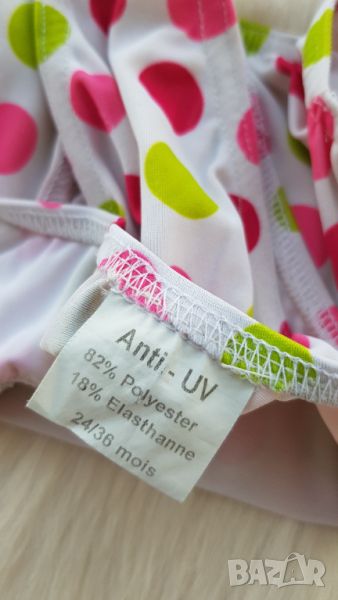 Anti - UV
82% Polyester
18% Elasthanne
24/36 mois
BAZAR